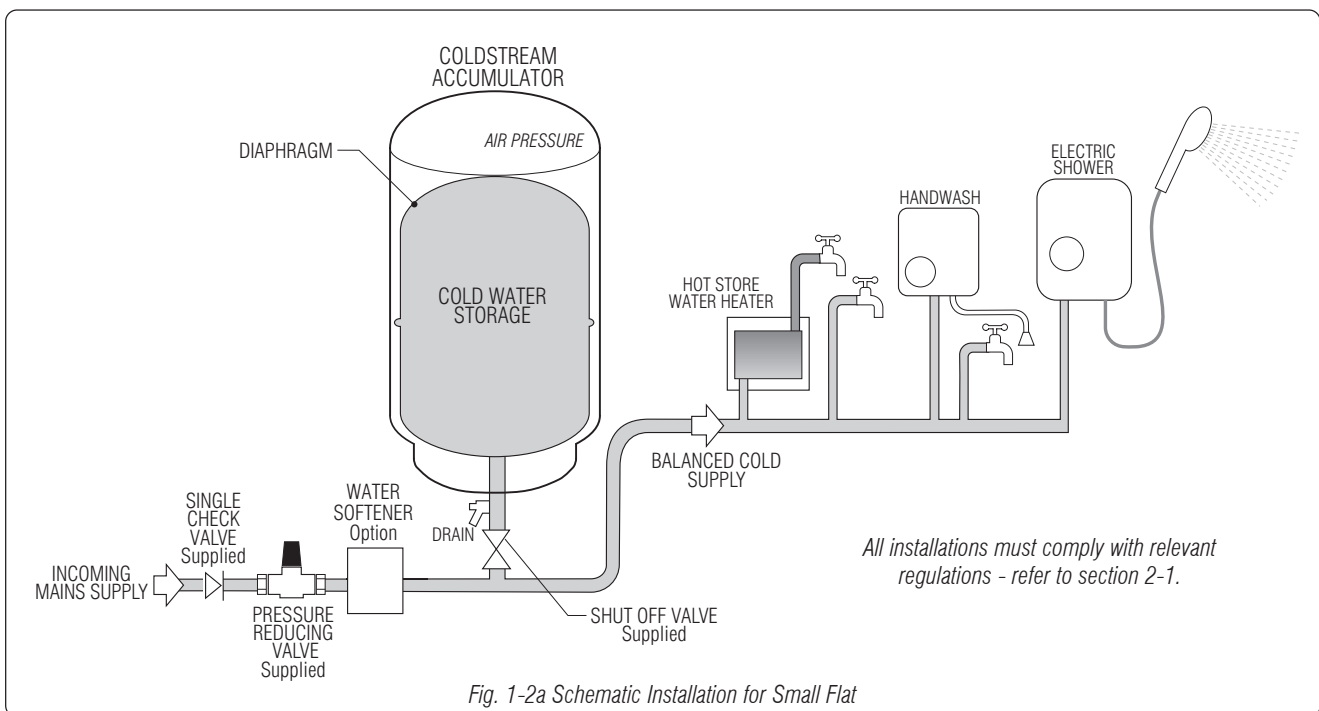 COLDSTREAM
ACCUMULATOR
AIR PRESSURE
DIAPHRAGM
COLD WATER
STORAGE
ELECTRIC
SHOWER
HANDWASH
HOT STORE
WATER HEATER
BALANCED COLD
SUPPLY
WATER
SOFTENER
Option
DRAIN
SINGLE
CHECK
VALVE
Supplied
INCOMING
MAINS SUPPLY
PRESSURE
REDUCING
VALVE
Supplied
SHUT OFF VALVE
Supplied
All installations must comply with relevant
regulations - refer to section 2-1.
Fig. 1-2a Schematic Installation for Small Flat